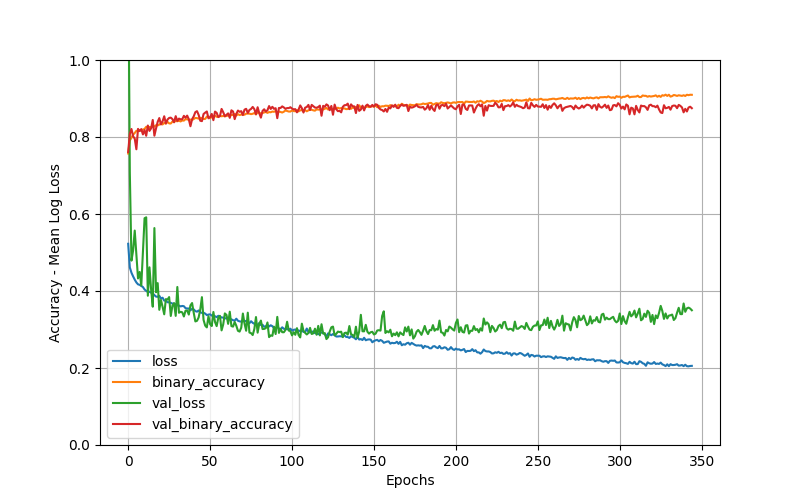 1.0
0.8
0.6
0.4
0.2
0.0
Accuracy - Mean Log Loss
loss
binary_accuracy
val_loss
val_binary_accuracy
0 50 100 150 200 250 300 350
Epochs